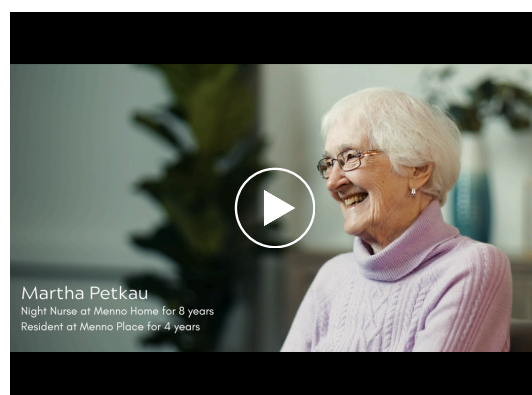 Martha Petkau
Night Nurse at Menno Home for 8 years
Resident at Menno Place for 4 years